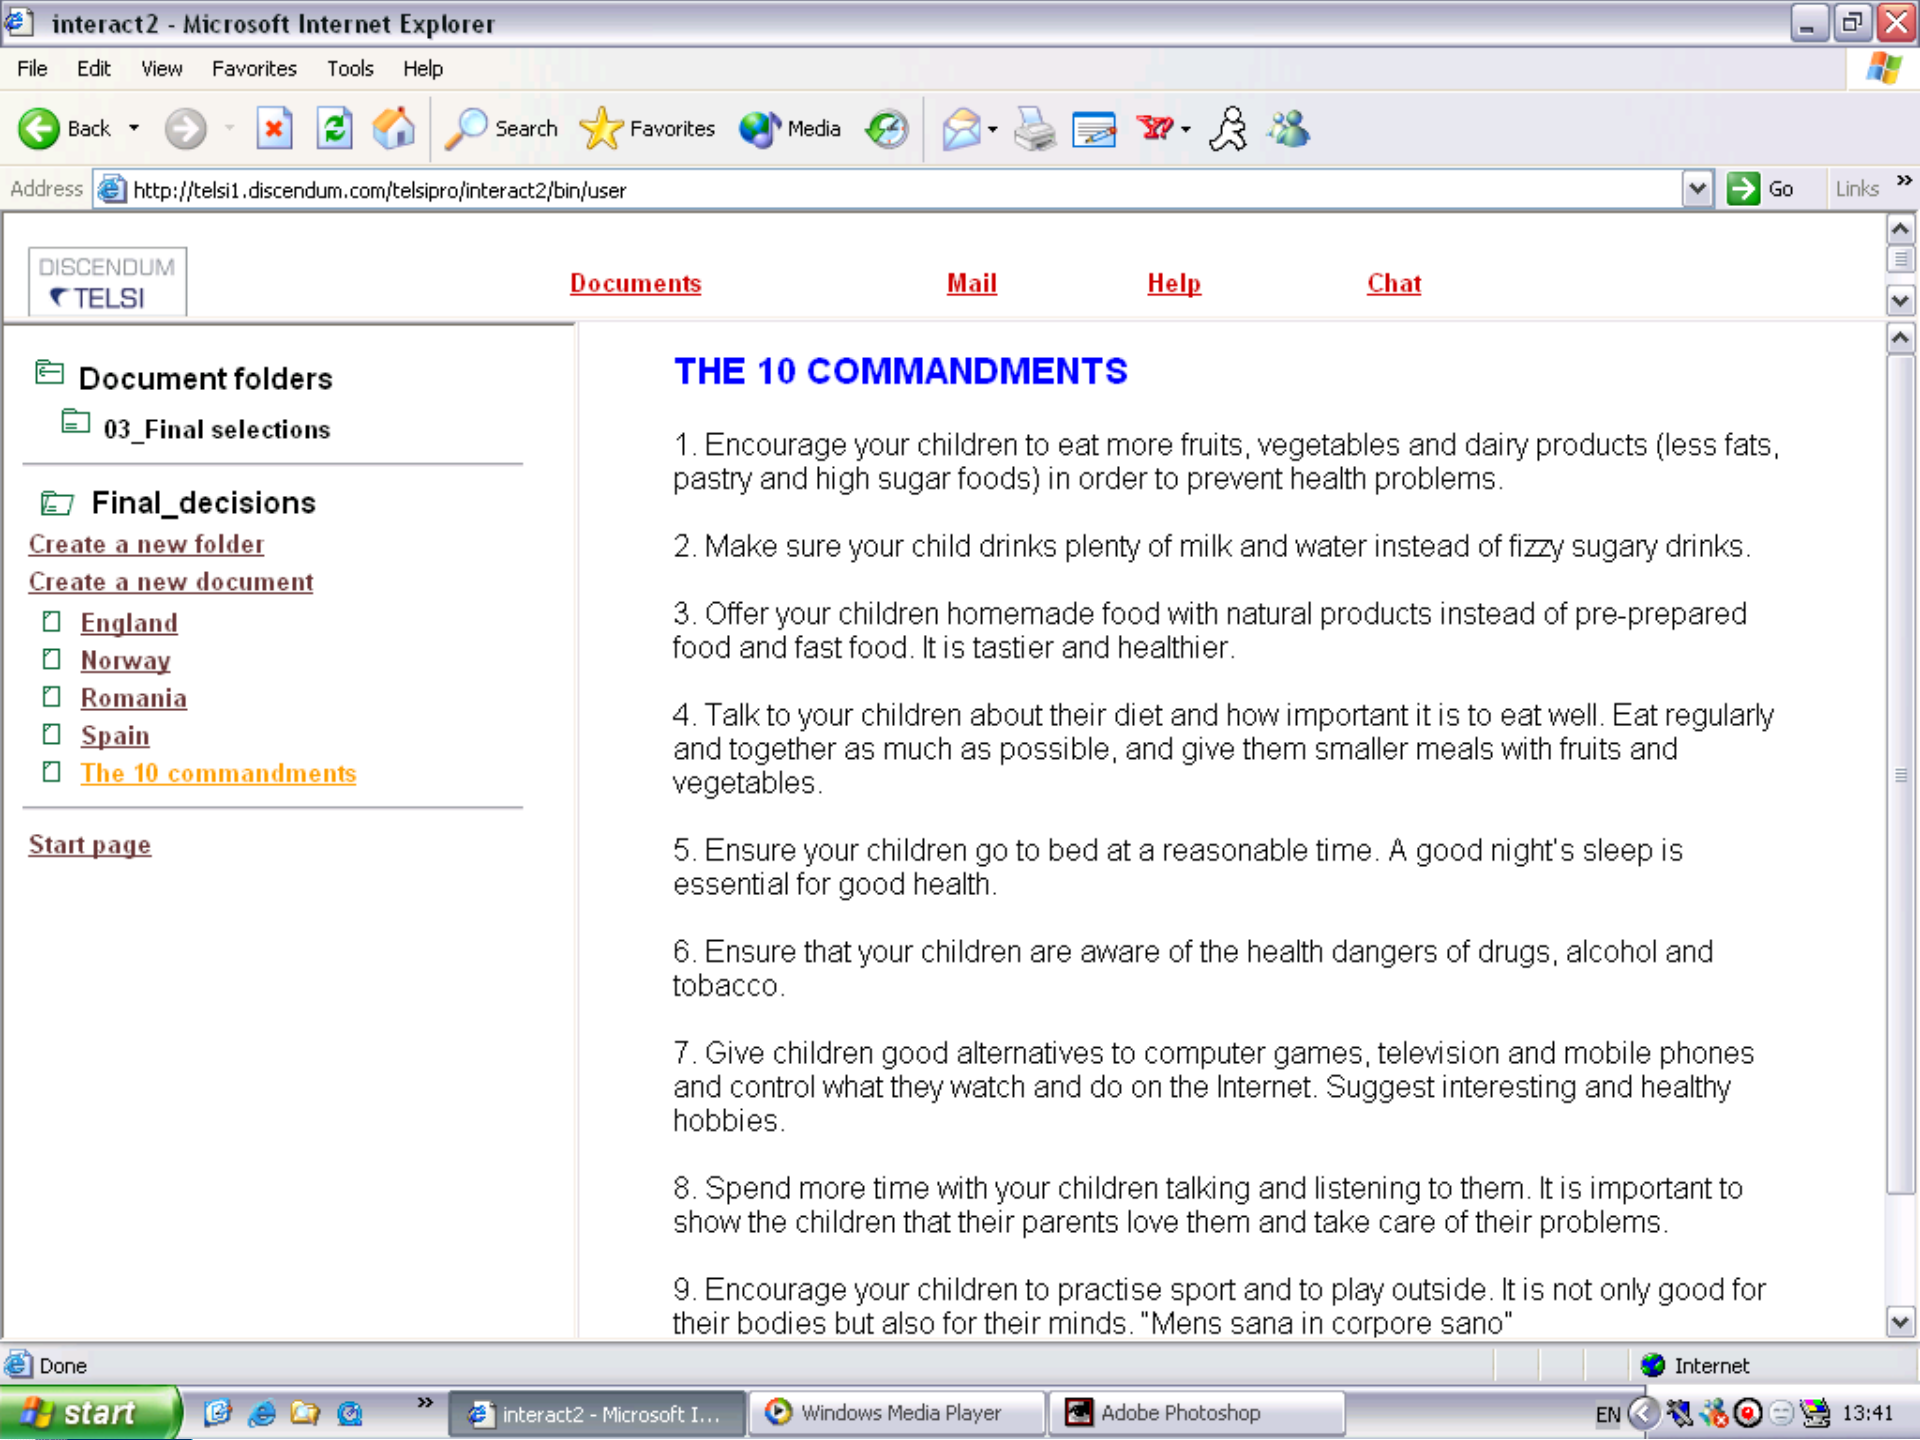 interact2 - Microsoft Internet Explorer
File Edit View Favorites Tools Help
Back Search Favorites Media
Address http://telsi1.discendum.com/telsipro/interact2/bin/user Go Links »
DISCENDUM
TELSI
Documents Mail Help Chat
Document folders
03_Final selections
Final_decisions
Create a new folder
Create a new document
England
Norway
Romania
Spain
The 10 commandments
Start page
THE 10 COMMANDMENTS
1. Encourage your children to eat more fruits, vegetables and dairy products (less fats,
pastry and high sugar foods) in order to prevent health problems.
2. Make sure your child drinks plenty of milk and water instead of fizzy sugary drinks.
3. Offer your children homemade food with natural products instead of pre-prepared
food and fast food. It is tastier and healthier.
4. Talk to your children about their diet and how important it is to eat well. Eat regularly
and together as much as possible, and give them smaller meals with fruits and
vegetables.
5. Ensure your children go to bed at a reasonable time. A good night's sleep is
essential for good health.
6. Ensure that your children are aware of the health dangers of drugs, alcohol and
tobacco.
7. Give children good alternatives to computer games, television and mobile phones
and control what they watch and do on the Internet. Suggest interesting and healthy
hobbies.
8. Spend more time with your children talking and listening to them. It is important to
show the children that their parents love them and take care of their problems.
9. Encourage your children to practise sport and to play outside. It is not only good for
their bodies but also for their minds. "Mens sana in corpore sano"
Done Internet
start » interact2 - Microsoft I... Windows Media Player Adobe Photoshop EN 13:41